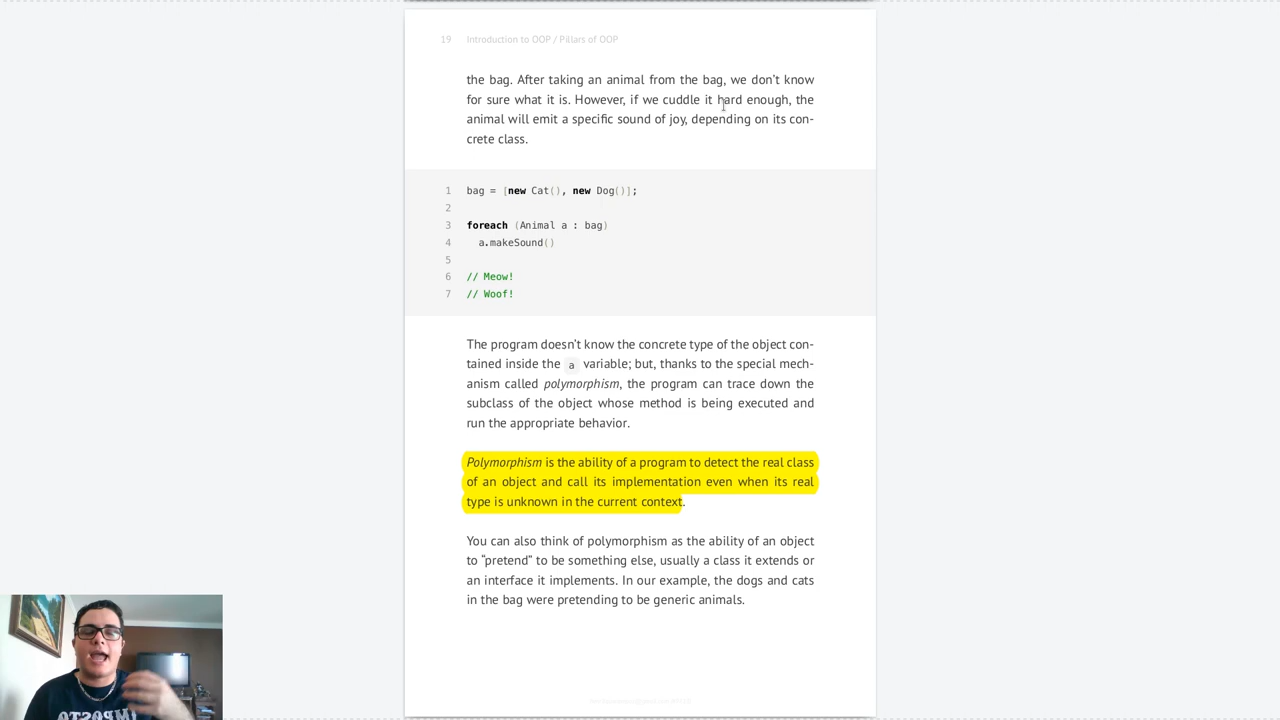 19 Introduction to OOP / Pillars of OOP
the bag. After taking an animal from the bag, we don't know
for sure what it is. However, if we cuddle it hard enough, the
animal will emit a specific sound of joy, depending on its con-
crete class.
1 bag = [new Cat(), new Dog()];
2
3 foreach (Animal a : bag)
4 a.makeSound()
5
6 // Meow!
7 // Woof!
The program doesn't know the concrete type of the object con-
tained inside the a variable; but, thanks to the special mech-
anism called polymorphism, the program can trace down the
subclass of the object whose method is being executed and
run the appropriate behavior.
Polymorphism is the ability of a program to detect the real class
of an object and call its implementation even when its real
type is unknown in the current context.
You can also think of polymorphism as the ability of an object
to “pretend” to be something else, usually a class it extends or
an interface it implements. In our example, the dogs and cats
in the bag were pretending to be generic animals.